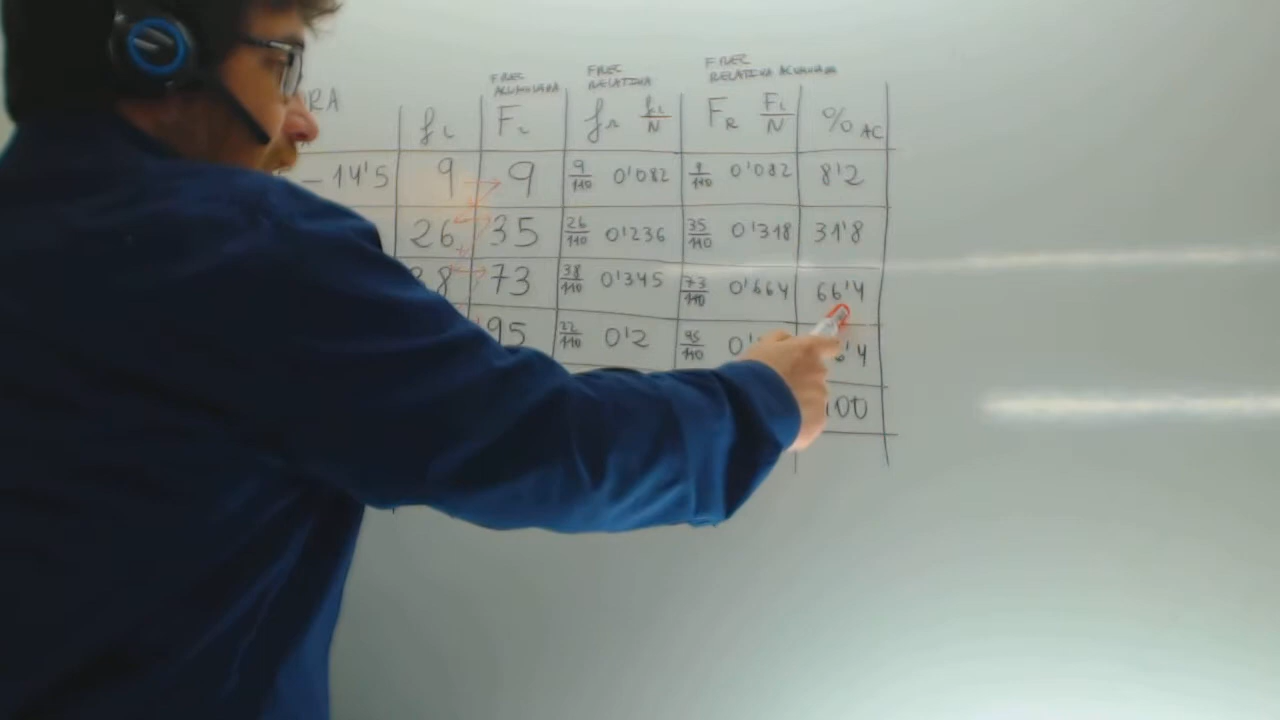 FREC ACUMULADA FREC RELATIVA FREC RELATIVA ACUMULADA
RA fi Fi fr fi/N FR Fi/N % AC
-14'5 9 9 9/110 0'082 9/110 0'082 8'2
26 35 26/110 0'236 35/110 0'318 31'8
38 73 38/110 0'345 73/110 0'664 66'4
95 22/110 0'2 95/110 0' 6'4
100